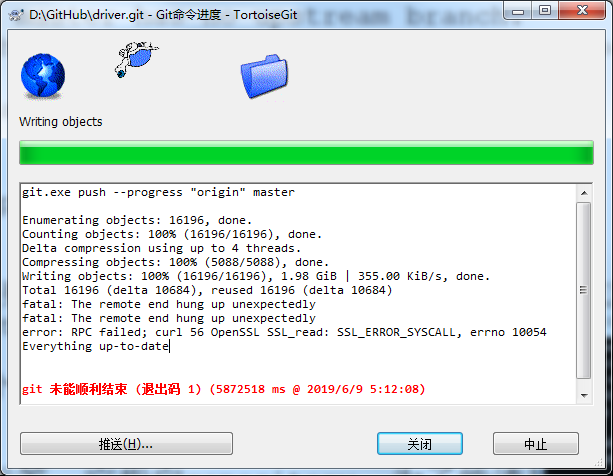 D:\GitHub\driver.git - Git命令进度 - TortoiseGit
Writing objects
git.exe push --progress "origin" master
Enumerating objects: 16196, done.
Counting objects: 100% (16196/16196), done.
Delta compression using up to 4 threads.
Compressing objects: 100% (5088/5088), done.
Writing objects: 100% (16196/16196), 1.98 GiB | 355.00 KiB/s, done.
Total 16196 (delta 10684), reused 16196 (delta 10684)
fatal: The remote end hung up unexpectedly
fatal: The remote end hung up unexpectedly
error: RPC failed; curl 56 OpenSSL SSL_read: SSL_ERROR_SYSCALL, errno 10054
Everything up-to-date
git 未能顺利结束 (退出码 1) (5872518 ms @ 2019/6/9 5:12:08)
推送(H)... 关闭 中止